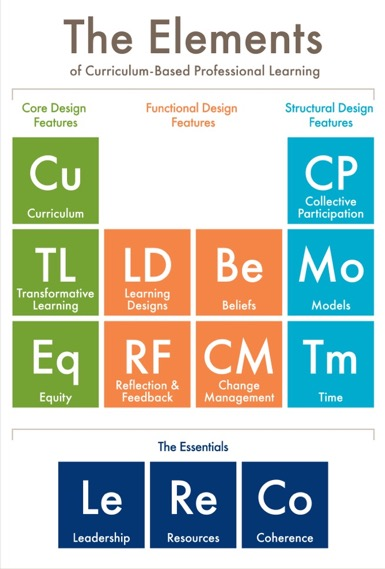 The Elements
of Curriculum-Based Professional Learning
Core Design
Features
Functional Design
Features
Structural Design
Features
Cu
Curriculum
CP
Collective
Participation
TL
Transformative
Learning
LD
Learning
Designs
Be
Beliefs
Mo
Models
Eq
Equity
RF
Reflection &
Feedback
CM
Change
Management
Tm
Time
The Essentials
Le
Leadership
Re
Resources
Co
Coherence